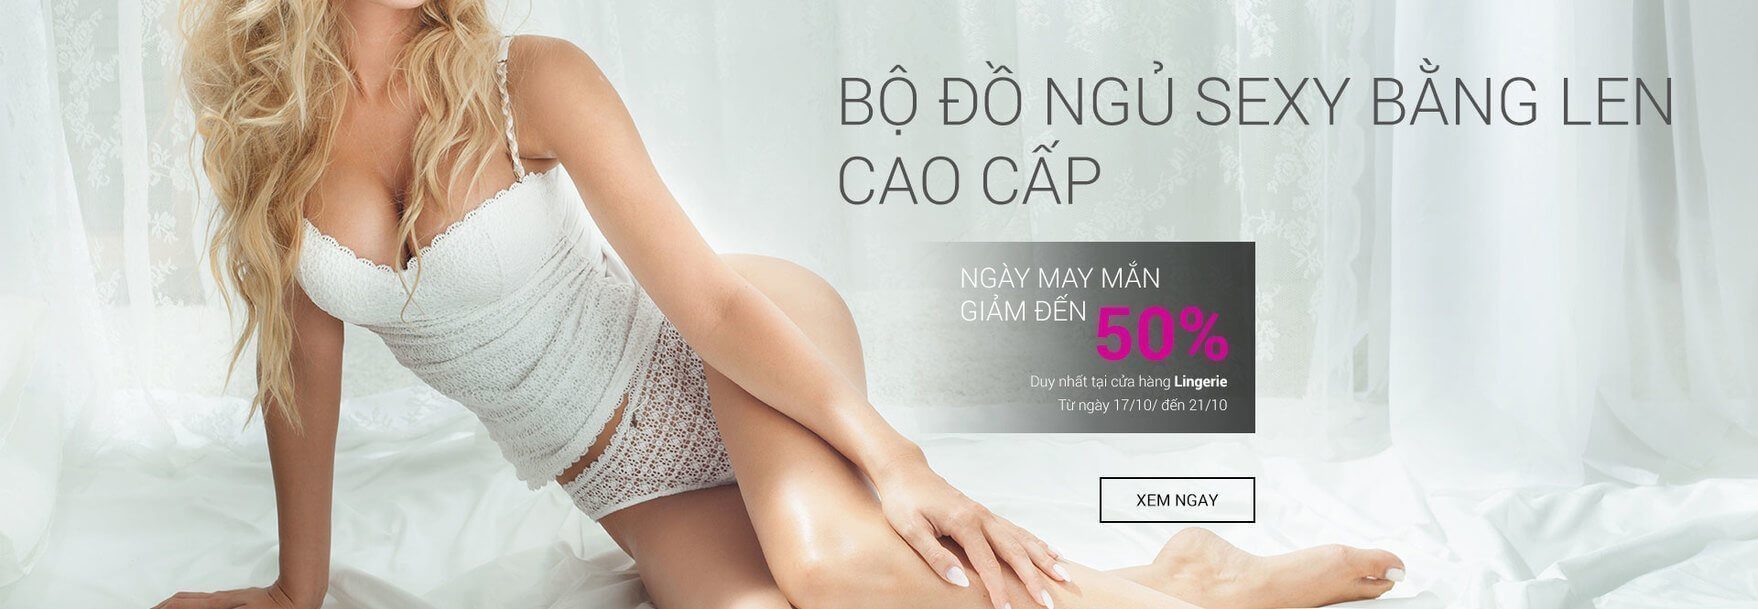 BỘ ĐỒ NGỦ SEXY BẰNG LEN
CAO CẤP
NGÀY MAY MẮN
GIẢM ĐẾN 50%
Duy nhất tại cửa hàng Lingerie
Từ ngày 17/10/ đến 21/10
XEM NGAY